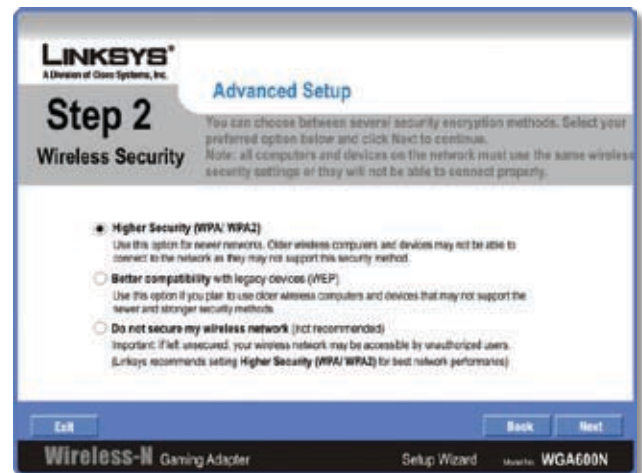 LINKSYS®
A Division of Cisco Systems, Inc.
Advanced Setup
Step 2
Wireless Security
You can choose between several security encryption methods. Select your
preferred option below and click Next to continue.
Note: all computers and devices on the network must use the same wireless
security settings or they will not be able to connect properly.
Higher Security (WPA/ WPA2)
Use this option for newer networks. Older wireless computers and devices may not be able to
connect to the network as they may not support this security method.
Better compatibility with legacy devices (WEP)
Use this option if you plan to use older wireless computers and devices that may not support the
newer and stronger security methods
Do not secure my wireless network (not recommended)
Important: if left unsecured, your wireless network may be accessible by unauthorized users.
(Linksys recommends setting Higher Security (WPA/ WPA2) for best network performance)
Exit
Back
Next
Wireless-N Gaming Adapter
Setup Wizard
Model No. WGA600N